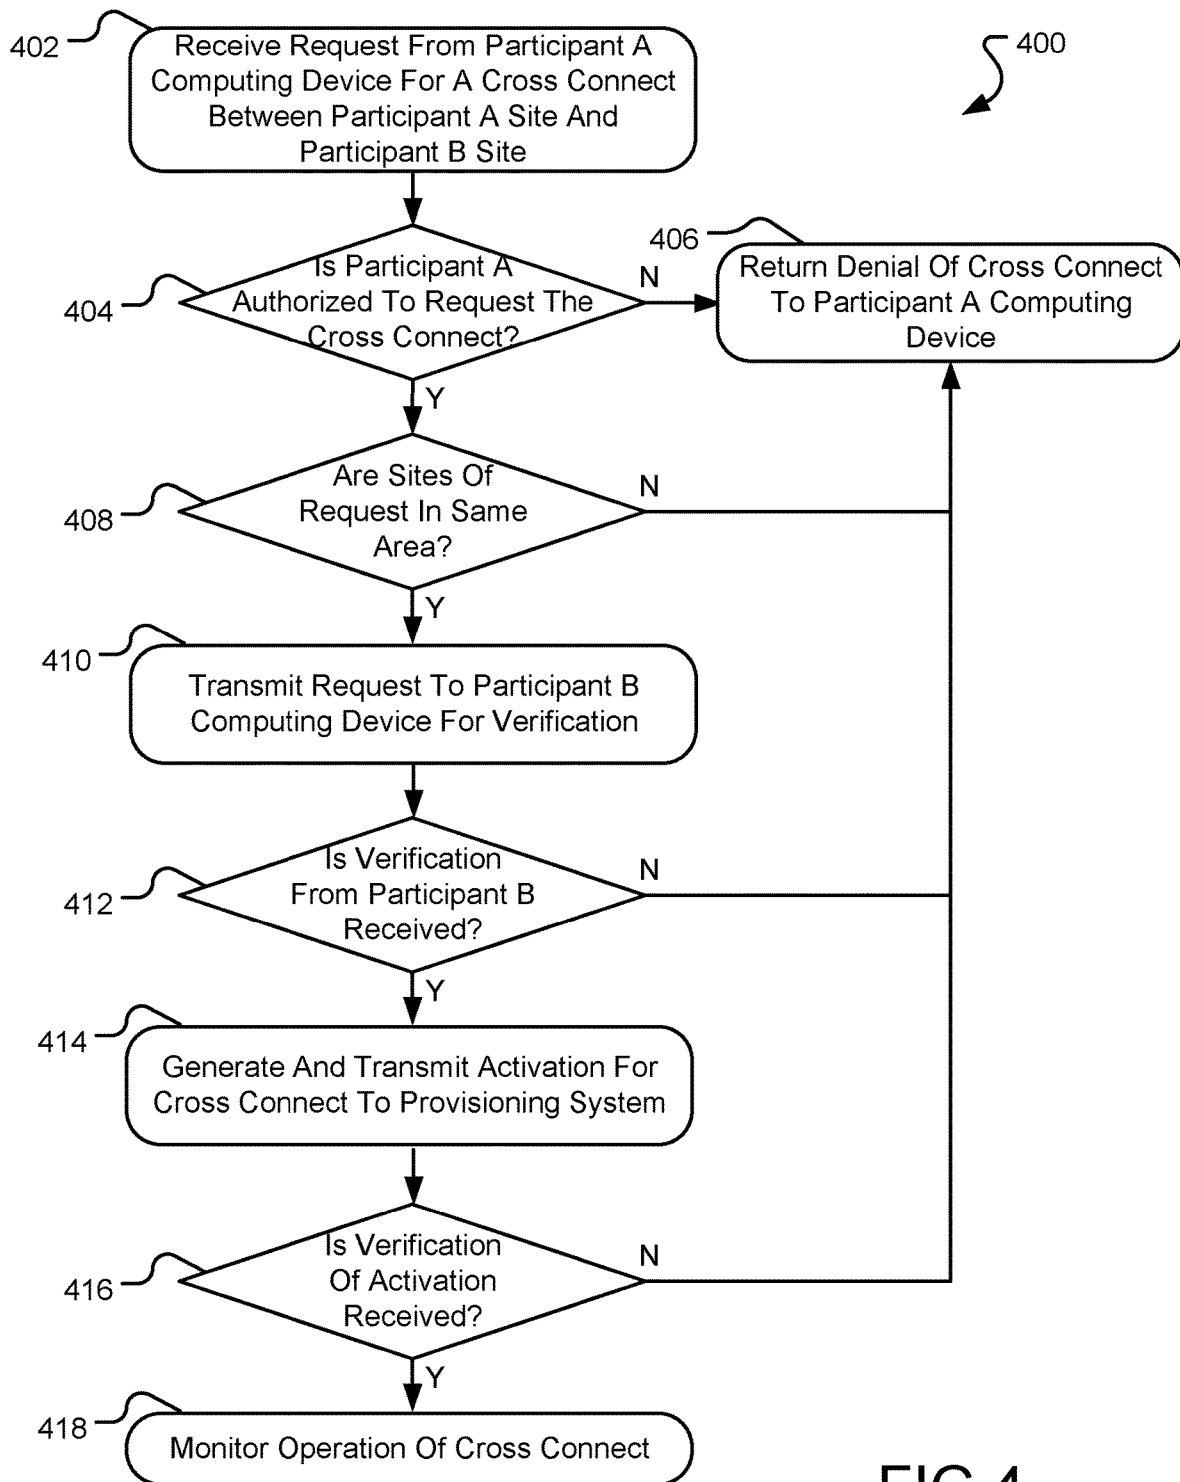 402
Receive Request From Participant A
Computing Device For A Cross Connect
Between Participant A Site And
Participant B Site
400
404
Is Participant A
Authorized To Request The
Cross Connect?
N
Y
406
Return Denial Of Cross Connect
To Participant A Computing
Device
408
Are Sites Of
Request In Same
Area?
N
Y
410
Transmit Request To Participant B
Computing Device For Verification
412
Is Verification
From Participant B
Received?
N
Y
414
Generate And Transmit Activation For
Cross Connect To Provisioning System
416
Is Verification
Of Activation
Received?
N
Y
418
Monitor Operation Of Cross Connect
FIG.4